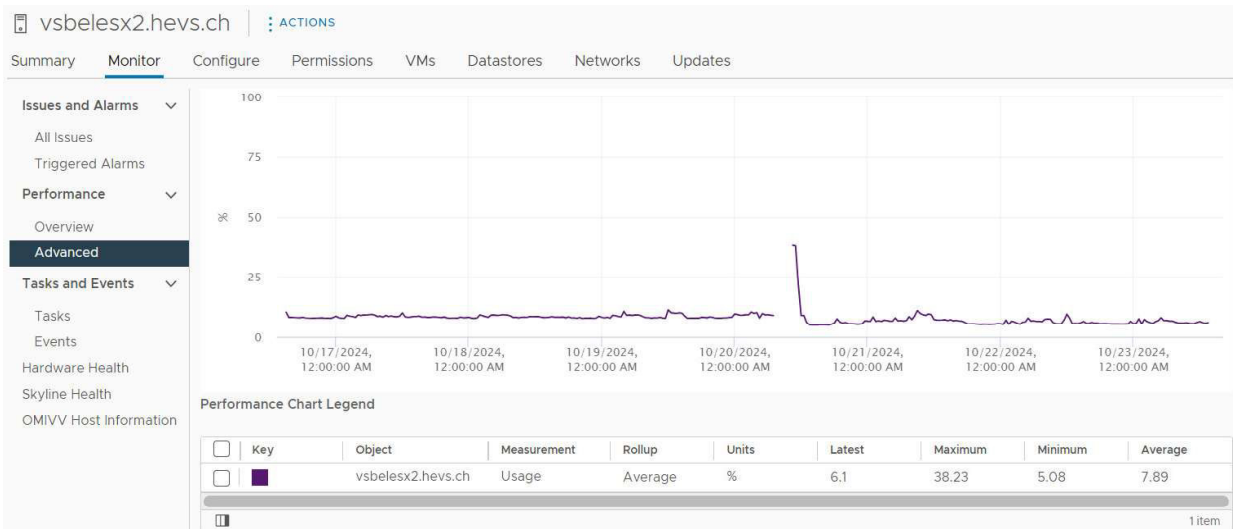 vsbelesx2.hevs.ch ACTIONS
Summary Monitor Configure Permissions VMs Datastores Networks Updates
Issues and Alarms
All Issues
Triggered Alarms
Performance
Overview
Advanced
Tasks and Events
Tasks
Events
Hardware Health
Skyline Health
OMIVV Host Information
100
75
% 50
25
0
10/17/2024, 10/18/2024, 10/19/2024, 10/20/2024, 10/21/2024, 10/22/2024, 10/23/2024,
12:00:00 AM 12:00:00 AM 12:00:00 AM 12:00:00 AM 12:00:00 AM 12:00:00 AM 12:00:00 AM
Performance Chart Legend
Key Object Measurement Rollup Units Latest Maximum Minimum Average
vsbelesx2.hevs.ch Usage Average % 6.1 38.23 5.08 7.89
1 item